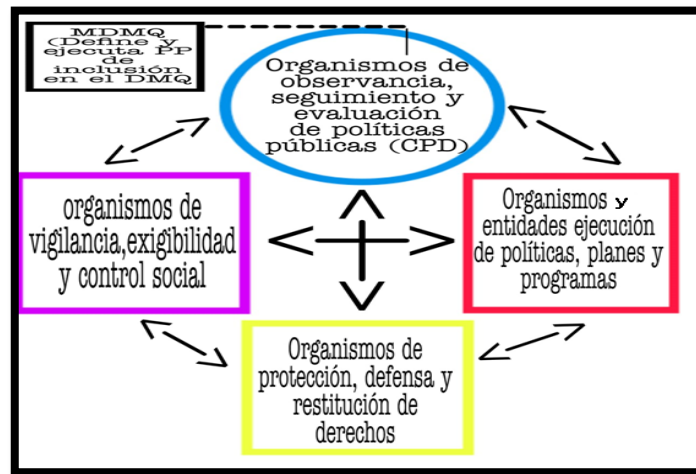 MDMQ
(Define y
ejecuta PP
de
inclusión
en el DMQ
Organismos de
observancia,
seguimiento y
evaluación
de políticas
públicas (CPD)
organismos de
vigilancia,exigibilidad
y control social
Organismos y
entidades ejecución
de políticas, planes y
programas
Organismos de
protección, defensa y
restitución de
derechos